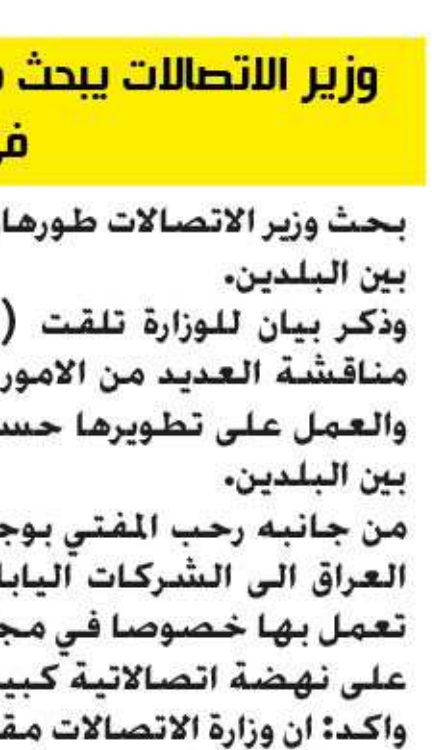 وزير الاتصالات يبحث
بحث وزير الاتصالات طورها
بين البلدين.
وذكر بيان للوزارة تلقت (
مناقشة العديد من الامور
والعمل على تطويرها حسب
بين البلدين.
من جانبه رحب المفتي بوج
العراق الى الشركات اليابا
تعمل بها خصوصا في مج
على نهضة اتصالاتية كبي
واكد: ان وزارة الاتصالات مق